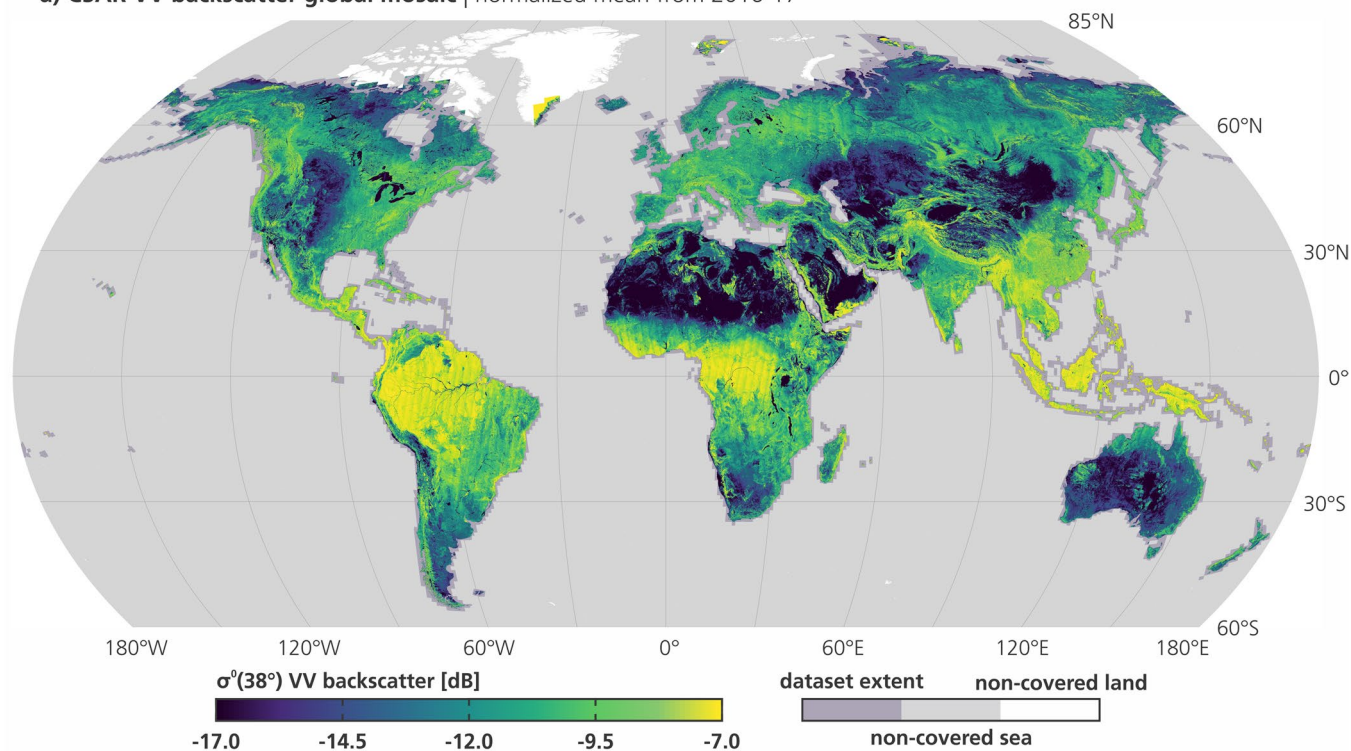 a) CSAR VV backscatter global mosaic | normalized mean from 2016-17
85°N
60°N
30°N
0°
30°S
60°S
180°W 120°W 60°W 0° 60°E 120°E 180°E
σ⁰(38°) VV backscatter [dB]
-17.0 -14.5 -12.0 -9.5 -7.0
dataset extent non-covered land
non-covered sea